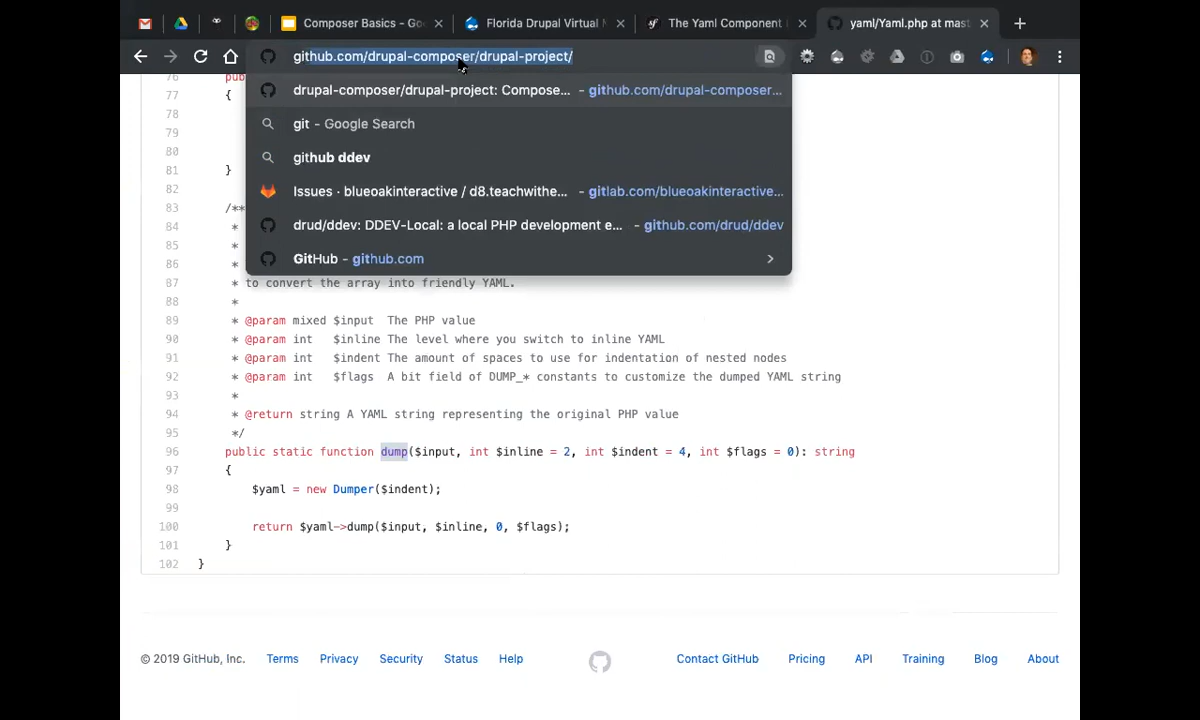 Composer Basics - Go
Florida Drupal Virtual M
The Yaml Component
yaml/Yaml.php at mast
github.com/drupal-composer/drupal-project/
drupal-composer/drupal-project: Compose... - github.com/drupal-composer...
git - Google Search
github ddev
Issues · blueoakinteractive / d8.teachwithe... - gitlab.com/blueoakinteractive...
drud/ddev: DDEV-Local: a local PHP development e... - github.com/drud/ddev
GitHub - github.com
76 pub
77 {
78
79
80
81 }
82
83 /**
84 *
85 *
86 *
87 * to convert the array into friendly YAML.
88 *
89 * @param mixed $input The PHP value
90 * @param int $inline The level where you switch to inline YAML
91 * @param int $indent The amount of spaces to use for indentation of nested nodes
92 * @param int $flags A bit field of DUMP_* constants to customize the dumped YAML string
93 *
94 * @return string A YAML string representing the original PHP value
95 */
96 public static function dump($input, int $inline = 2, int $indent = 4, int $flags = 0): string
97 {
98 $yaml = new Dumper($indent);
99
100 return $yaml->dump($input, $inline, 0, $flags);
101 }
102 }
© 2019 GitHub, Inc. Terms Privacy Security Status Help Contact GitHub Pricing API Training Blog About